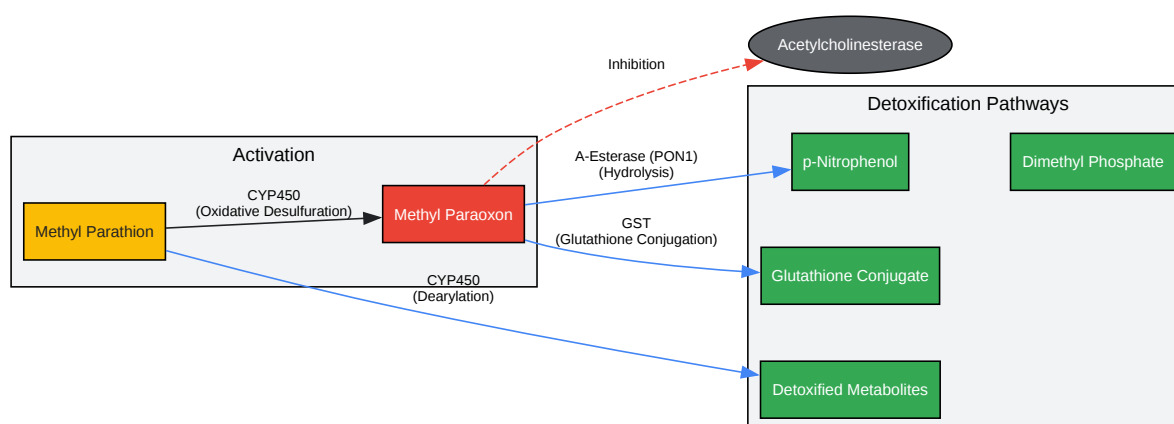 Acetylcholinesterase
Inhibition
Detoxification Pathways
Activation
A-Esterase (PON1)
(Hydrolysis)
p-Nitrophenol
Dimethyl Phosphate
CYP450
(Oxidative Desulfuration)
Methyl Paraoxon
Methyl Parathion
GST
(Glutathione Conjugation)
Glutathione Conjugate
CYP450
(Dearylation)
Detoxified Metabolites